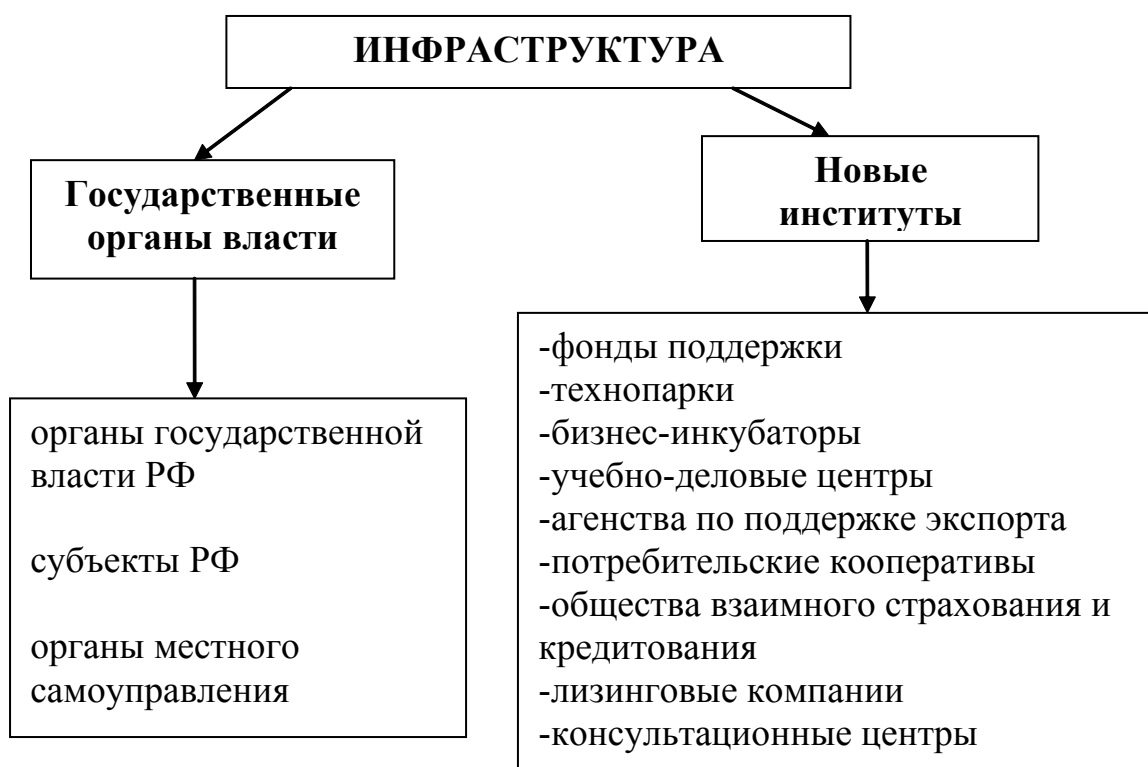 ИНФРАСТРУКТУРА
Государственные
органы власти
Новые
институты
органы государственной
власти РФ
субъекты РФ
органы местного
самоуправления
-фонды поддержки
-технопарки
-бизнес-инкубаторы
-учебно-деловые центры
-агенства по поддержке экспорта
-потребительские кооперативы
-общества взаимного страхования и
кредитования
-лизинговые компании
-консультационные центры